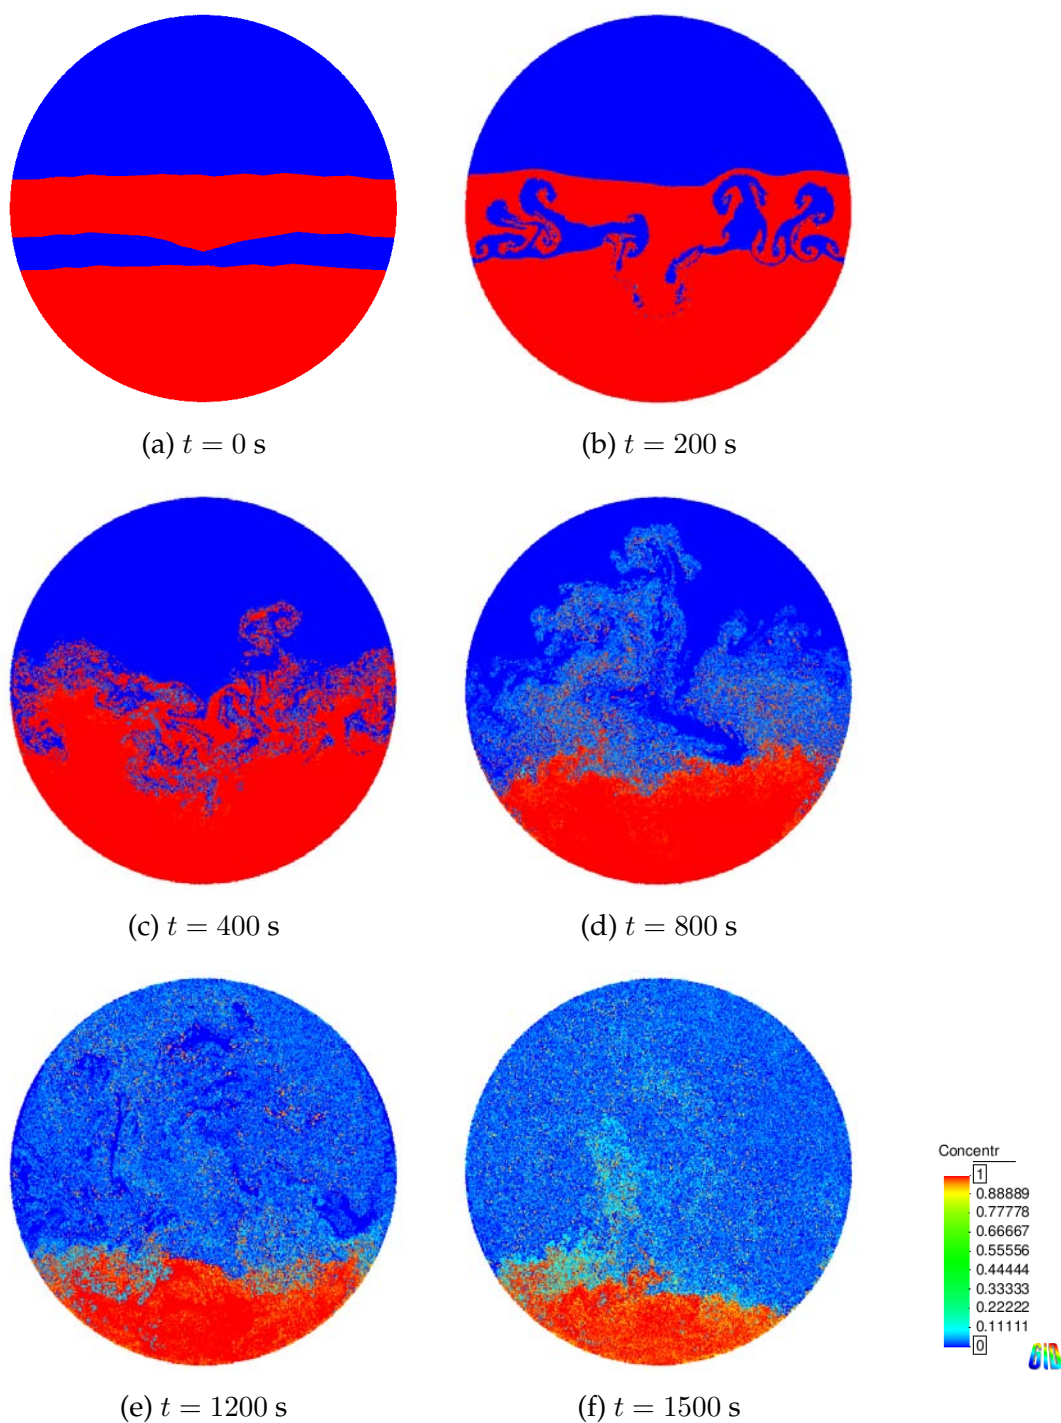 (a) t = 0 s
(b) t = 200 s
(c) t = 400 s
(d) t = 800 s
Concentr
1
0.88889
0.77778
0.66667
0.55556
0.44444
0.33333
0.22222
0.11111
0
GiD
(e) t = 1200 s
(f) t = 1500 s